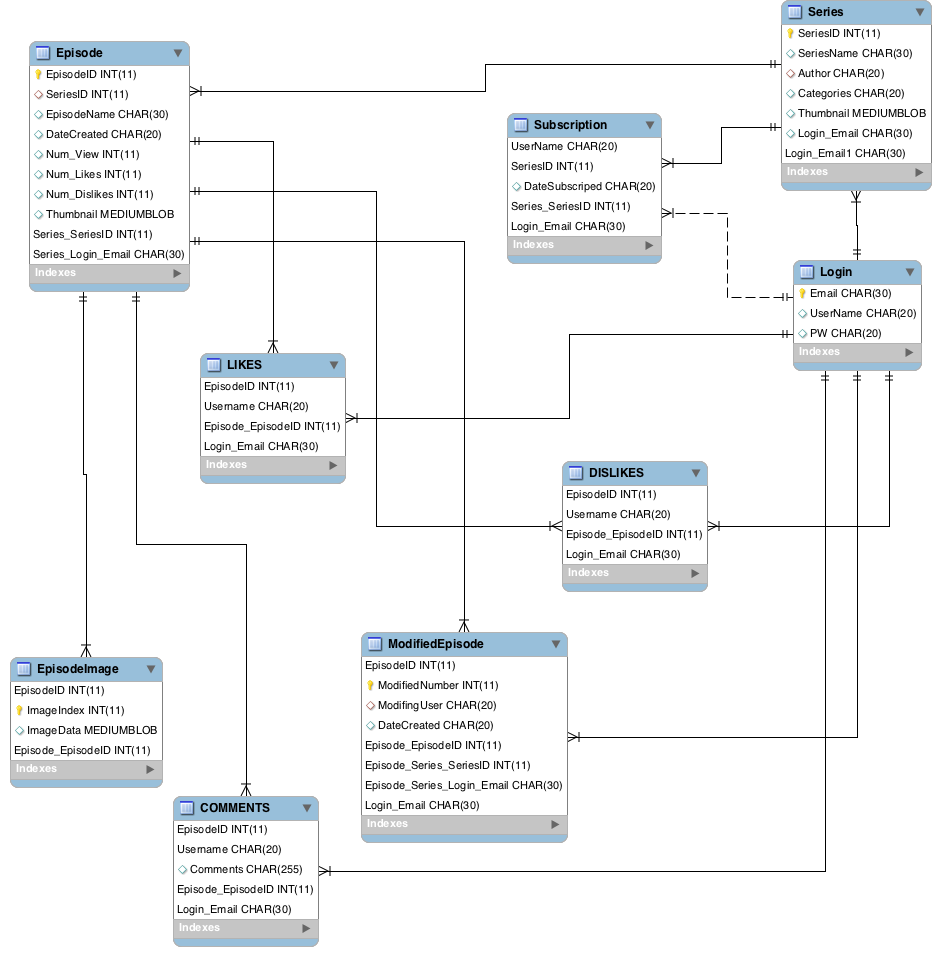 Series
SeriesID INT(11)
SeriesName CHAR(30)
Author CHAR(20)
Categories CHAR(20)
Thumbnail MEDIUMBLOB
Login_Email CHAR(30)
Login_Email1 CHAR(30)
Indexes
Episode
EpisodeID INT(11)
SeriesID INT(11)
EpisodeName CHAR(30)
DateCreated CHAR(20)
Num_View INT(11)
Num_Likes INT(11)
Num_Dislikes INT(11)
Thumbnail MEDIUMBLOB
Series_SeriesID INT(11)
Series_Login_Email CHAR(30)
Indexes
Subscription
UserName CHAR(20)
SeriesID INT(11)
DateSubscriped CHAR(20)
Series_SeriesID INT(11)
Login_Email CHAR(30)
Indexes
Login
Email CHAR(30)
UserName CHAR(20)
PW CHAR(20)
Indexes
LIKES
EpisodeID INT(11)
Username CHAR(20)
Episode_EpisodeID INT(11)
Login_Email CHAR(30)
Indexes
DISLIKES
EpisodeID INT(11)
Username CHAR(20)
Episode_EpisodeID INT(11)
Login_Email CHAR(30)
Indexes
ModifiedEpisode
EpisodeID INT(11)
ModifiedNumber INT(11)
ModifingUser CHAR(20)
DateCreated CHAR(20)
Episode_EpisodeID INT(11)
Episode_Series_SeriesID INT(11)
Episode_Series_Login_Email CHAR(30)
Login_Email CHAR(30)
Indexes
EpisodeImage
EpisodeID INT(11)
ImageIndex INT(11)
ImageData MEDIUMBLOB
Episode_EpisodeID INT(11)
Indexes
COMMENTS
EpisodeID INT(11)
Username CHAR(20)
Comments CHAR(255)
Episode_EpisodeID INT(11)
Login_Email CHAR(30)
Indexes